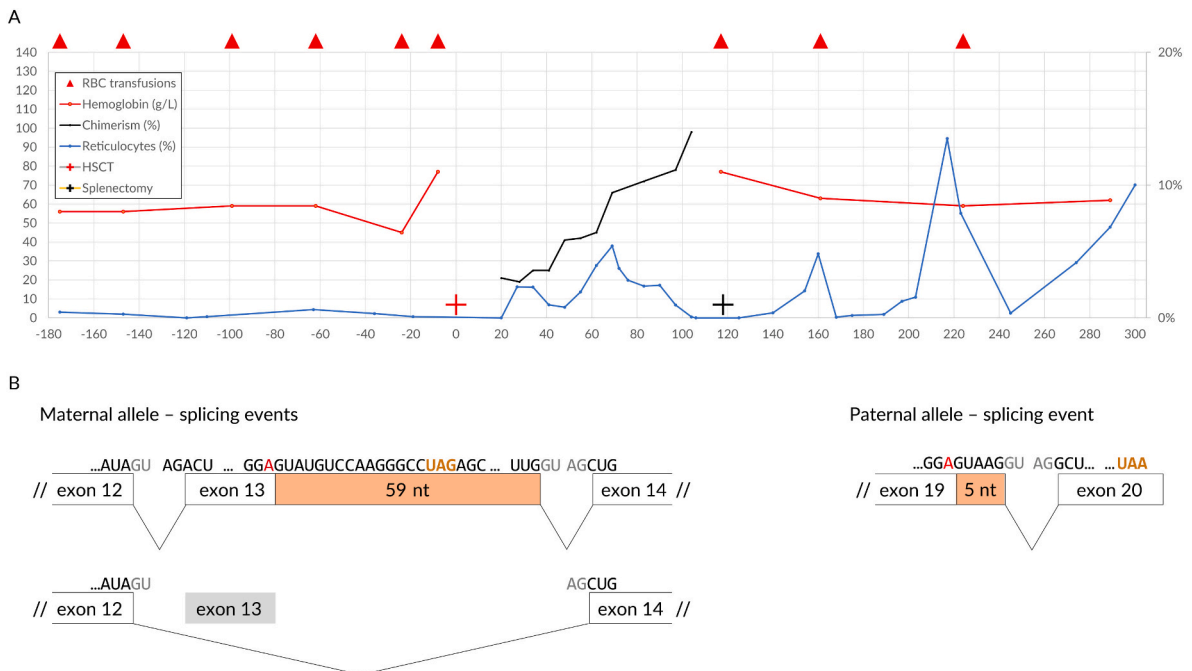 A
140 20%
130
120
110
100
90
80
70 10%
60
50
40
30
20
10
0 0%
RBC transfusions
Hemoglobin (g/L)
Chimerism (%)
Reticulocytes (%)
HSCT
Splenectomy
-180 -160 -140 -120 -100 -80 -60 -40 -20 0 20 40 60 80 100 120 140 160 180 200 220 240 260 280 300
B
Maternal allele – splicing events Paternal allele – splicing event
...AUAGU AGACU ... GGAGUAUGUCCAAGGGCCUAGAGC ... UUGGU AGCUG ...GGAGUAAGGU AGGCU... ... UAA
// exon 12 exon 13 59 nt exon 14 // // exon 19 5 nt exon 20
...AUAGU AGCUG
// exon 12 exon 13 exon 14 //